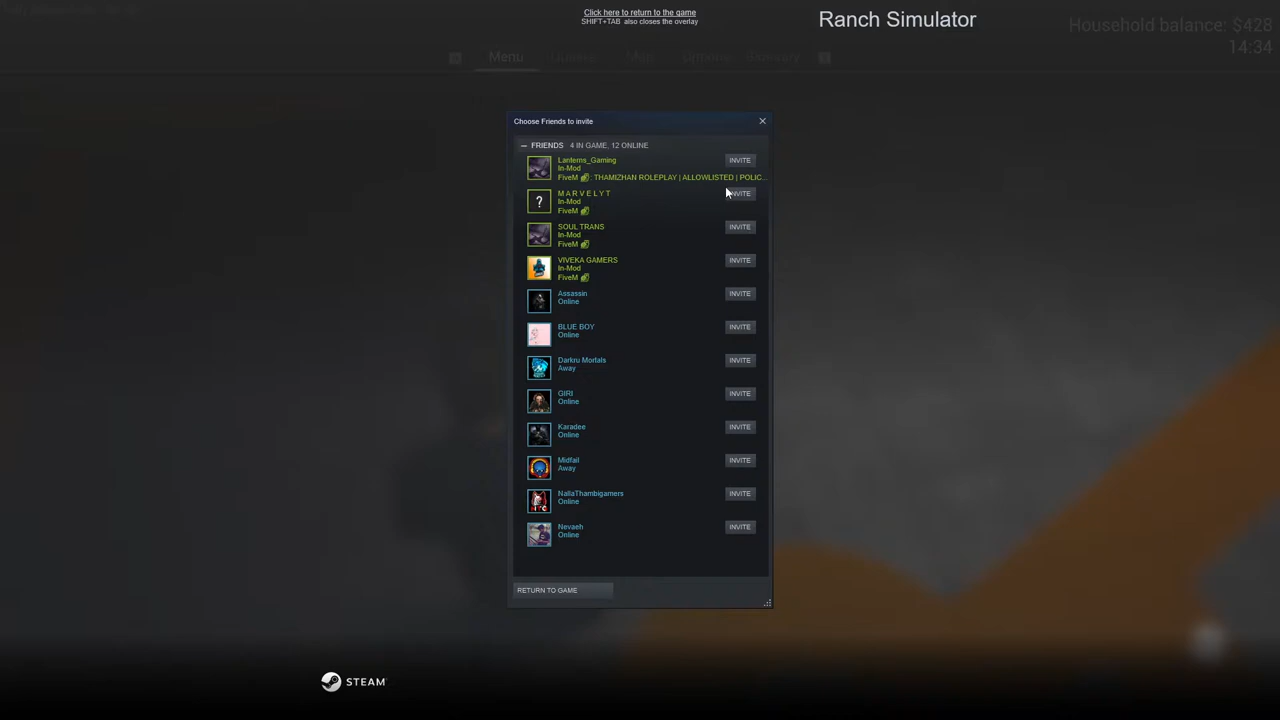 Click here to return to the game
SHIFT+TAB also closes the overlay
Ranch Simulator
Household balance: $428
14:34
Menu
Map
Options
Choose Friends to invite
FRIENDS 4 IN GAME, 12 ONLINE
Lanterns_Gaming
In-Mod
FiveM : THAMIZHAN ROLEPLAY | ALLOWLISTED | POLIC...
INVITE
M A R V E L Y T
In-Mod
FiveM
INVITE
SOUL TRANS
In-Mod
FiveM
INVITE
VIVEKA GAMERS
In-Mod
FiveM
INVITE
Assassin
Online
INVITE
BLUE BOY
Online
INVITE
Darkru Mortals
Away
INVITE
GIRI
Online
INVITE
Karadee
Online
INVITE
Midfail
Away
INVITE
NallaThambigamers
Online
INVITE
Nevaeh
Online
INVITE
RETURN TO GAME
STEAM